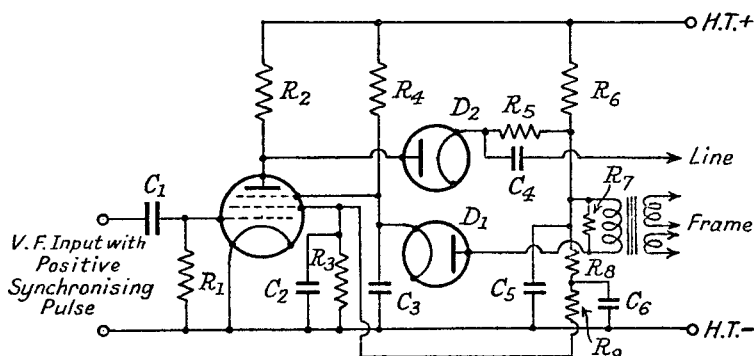 H.T.+
R2
R4
D2
R5
R6
C4
Line
C1
R7
D1
Frame
V.F. Input with
Positive
Synchronising
Pulse
R1
C2
R3
C3
C5
R8
C6
H.T.-
R9